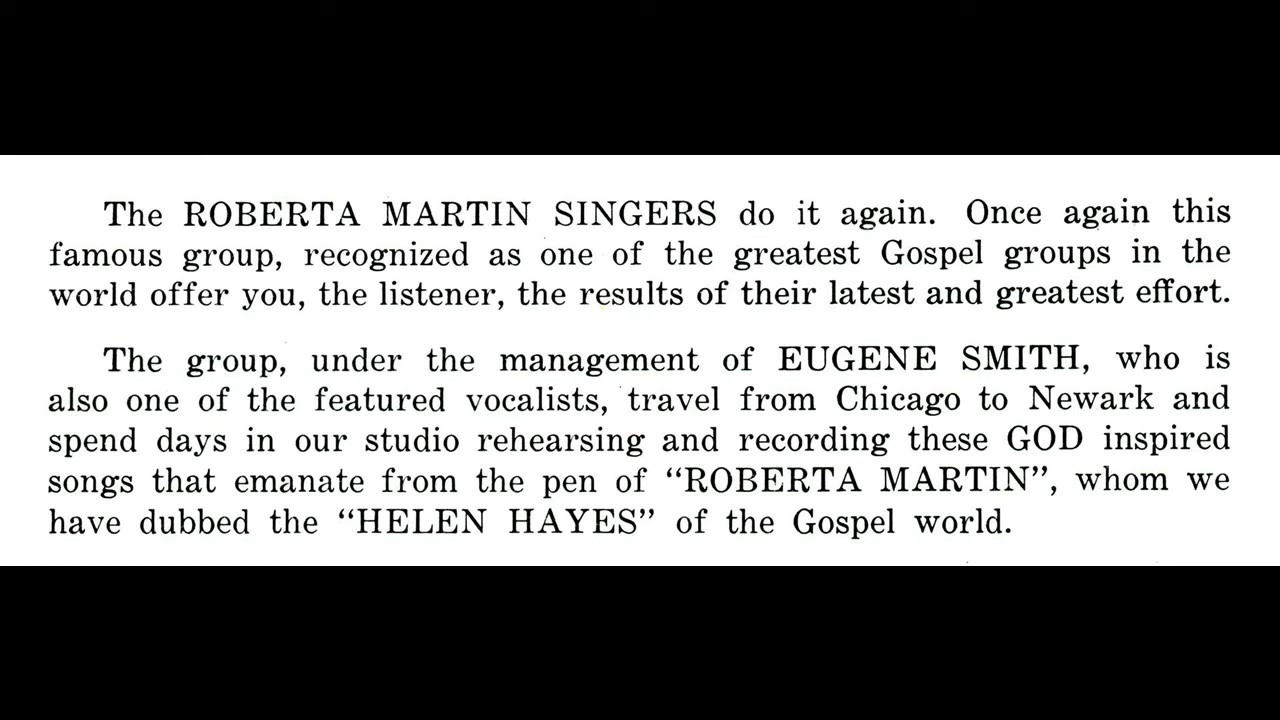 The ROBERTA MARTIN SINGERS do it again. Once again this
famous group, recognized as one of the greatest Gospel groups in the
world offer you, the listener, the results of their latest and greatest effort.
The group, under the management of EUGENE SMITH, who is
also one of the featured vocalists, travel from Chicago to Newark and
spend days in our studio rehearsing and recording these GOD inspired
songs that emanate from the pen of “ROBERTA MARTIN”, whom we
have dubbed the “HELEN HAYES” of the Gospel world.